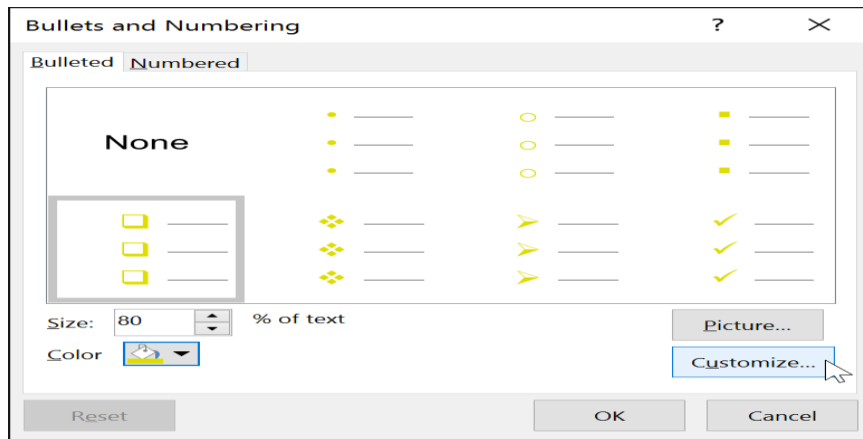 Bullets and Numbering ?
Bulleted Numbered
None
Size: 80 % of text
Picture...
Color
Customize...
Reset OK Cancel